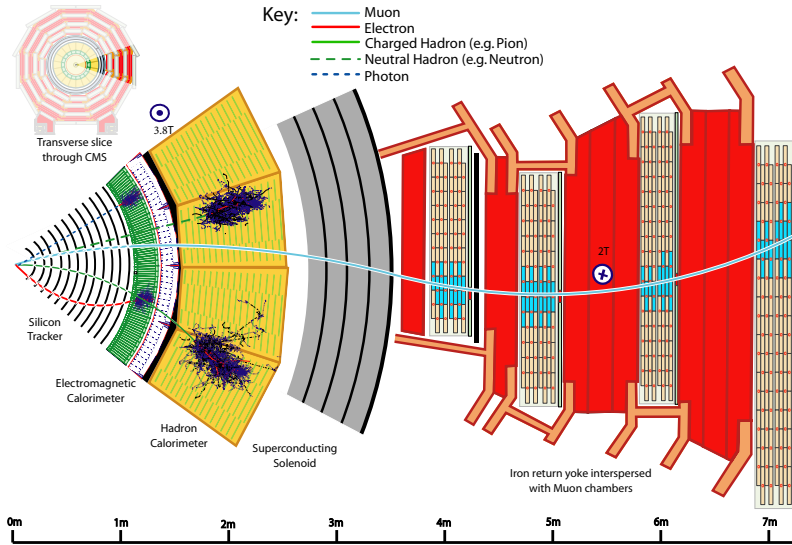 Key:
Muon
Electron
Charged Hadron (e.g. Pion)
Neutral Hadron (e.g. Neutron)
Photon
Transverse slice
through CMS
3.8T
2T
Silicon
Tracker
Electromagnetic
Calorimeter
Hadron
Calorimeter
Superconducting
Solenoid
Iron return yoke interspersed
with Muon chambers
0m 1m 2m 3m 4m 5m 6m 7m